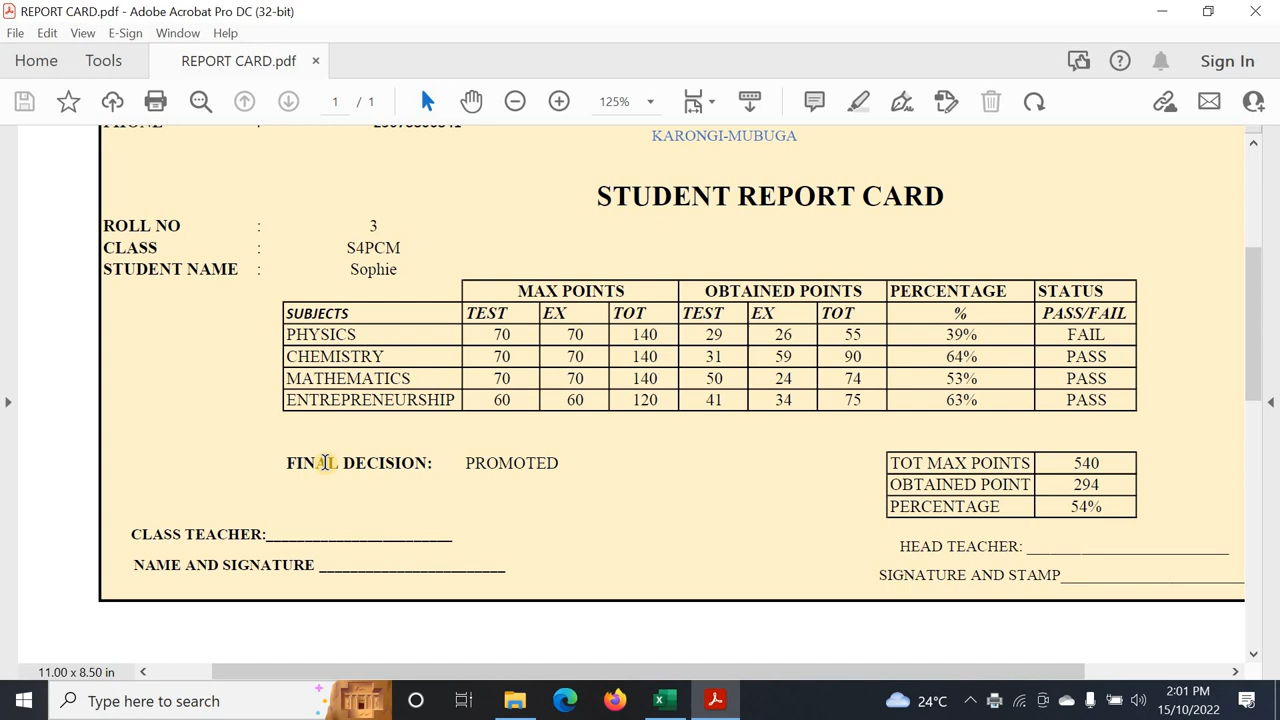 REPORT CARD.pdf - Adobe Acrobat Pro DC (32-bit)
File Edit View E-Sign Window Help
Home Tools REPORT CARD.pdf × Sign In
1 / 1 125%
KARONGI-MUBUGA
STUDENT REPORT CARD
ROLL NO : 3
CLASS : S4PCM
STUDENT NAME : Sophie
MAX POINTS OBTAINED POINTS PERCENTAGE STATUS
SUBJECTS TEST EX TOT TEST EX TOT % PASS/FAIL
PHYSICS 70 70 140 29 26 55 39% FAIL
CHEMISTRY 70 70 140 31 59 90 64% PASS
MATHEMATICS 70 70 140 50 24 74 53% PASS
ENTREPRENEURSHIP 60 60 120 41 34 75 63% PASS
FINAL DECISION: PROMOTED
TOT MAX POINTS 540
OBTAINED POINT 294
PERCENTAGE 54%
CLASS TEACHER:________________________
HEAD TEACHER: __________________________
NAME AND SIGNATURE ________________________
SIGNATURE AND STAMP________________________
11.00 x 8.50 in
Type here to search
24°C
2:01 PM
15/10/2022